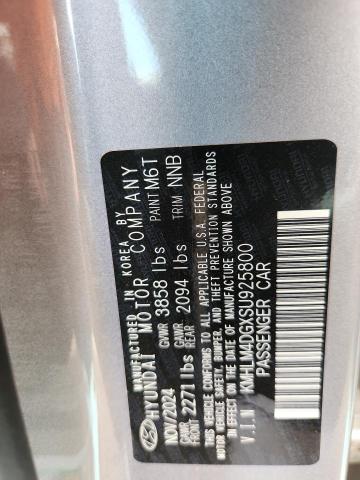 MANUFACTURED IN KOREA BY
HYUNDAI MOTOR COMPANY
NOV/2024 GVWR 3858 lbs PAINT M6T
GAWR FRONT 2271 lbs GAWR REAR 2094 lbs TRIM NNB
THIS VEHICLE CONFORMS TO ALL APPLICABLE U.S.A. FEDERAL
MOTOR VEHICLE SAFETY, BUMPER, AND THEFT PREVENTION STANDARDS
IN EFFECT ON THE DATE OF MANUFACTURE SHOWN ABOVE
V.I.N : KMHLM4DGXSU925800
PASSENGER CAR